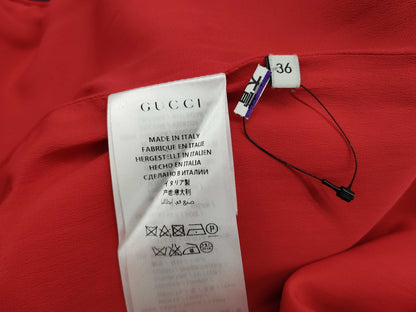 GUCCI
MADE IN ITALY
FABRIQUE EN ITALIE
HERGESTELLT IN ITALIEN
HECHO EN ITALIA
СДЕЛАНО В ИТАЛИИ
イタリア製
产地 意大利
صنع في إيطاليا
36